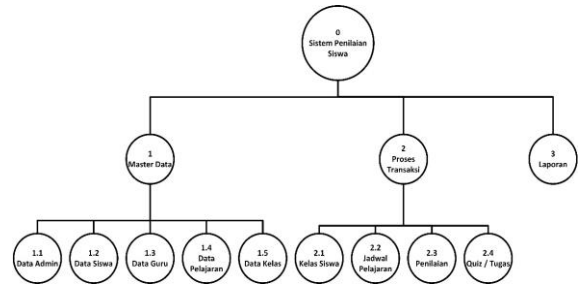 0
Sistem Penilaian
Siswa
1
Master Data
2
Proses
Transaksi
3
Laporan
1.1
Data Admin
1.2
Data Siswa
1.3
Data Guru
1.4
Data
Pelajaran
1.5
Data Kelas
2.1
Kelas Siswa
2.2
Jadwal
Pelajaran
2.3
Penilaian
2.4
Quiz / Tugas